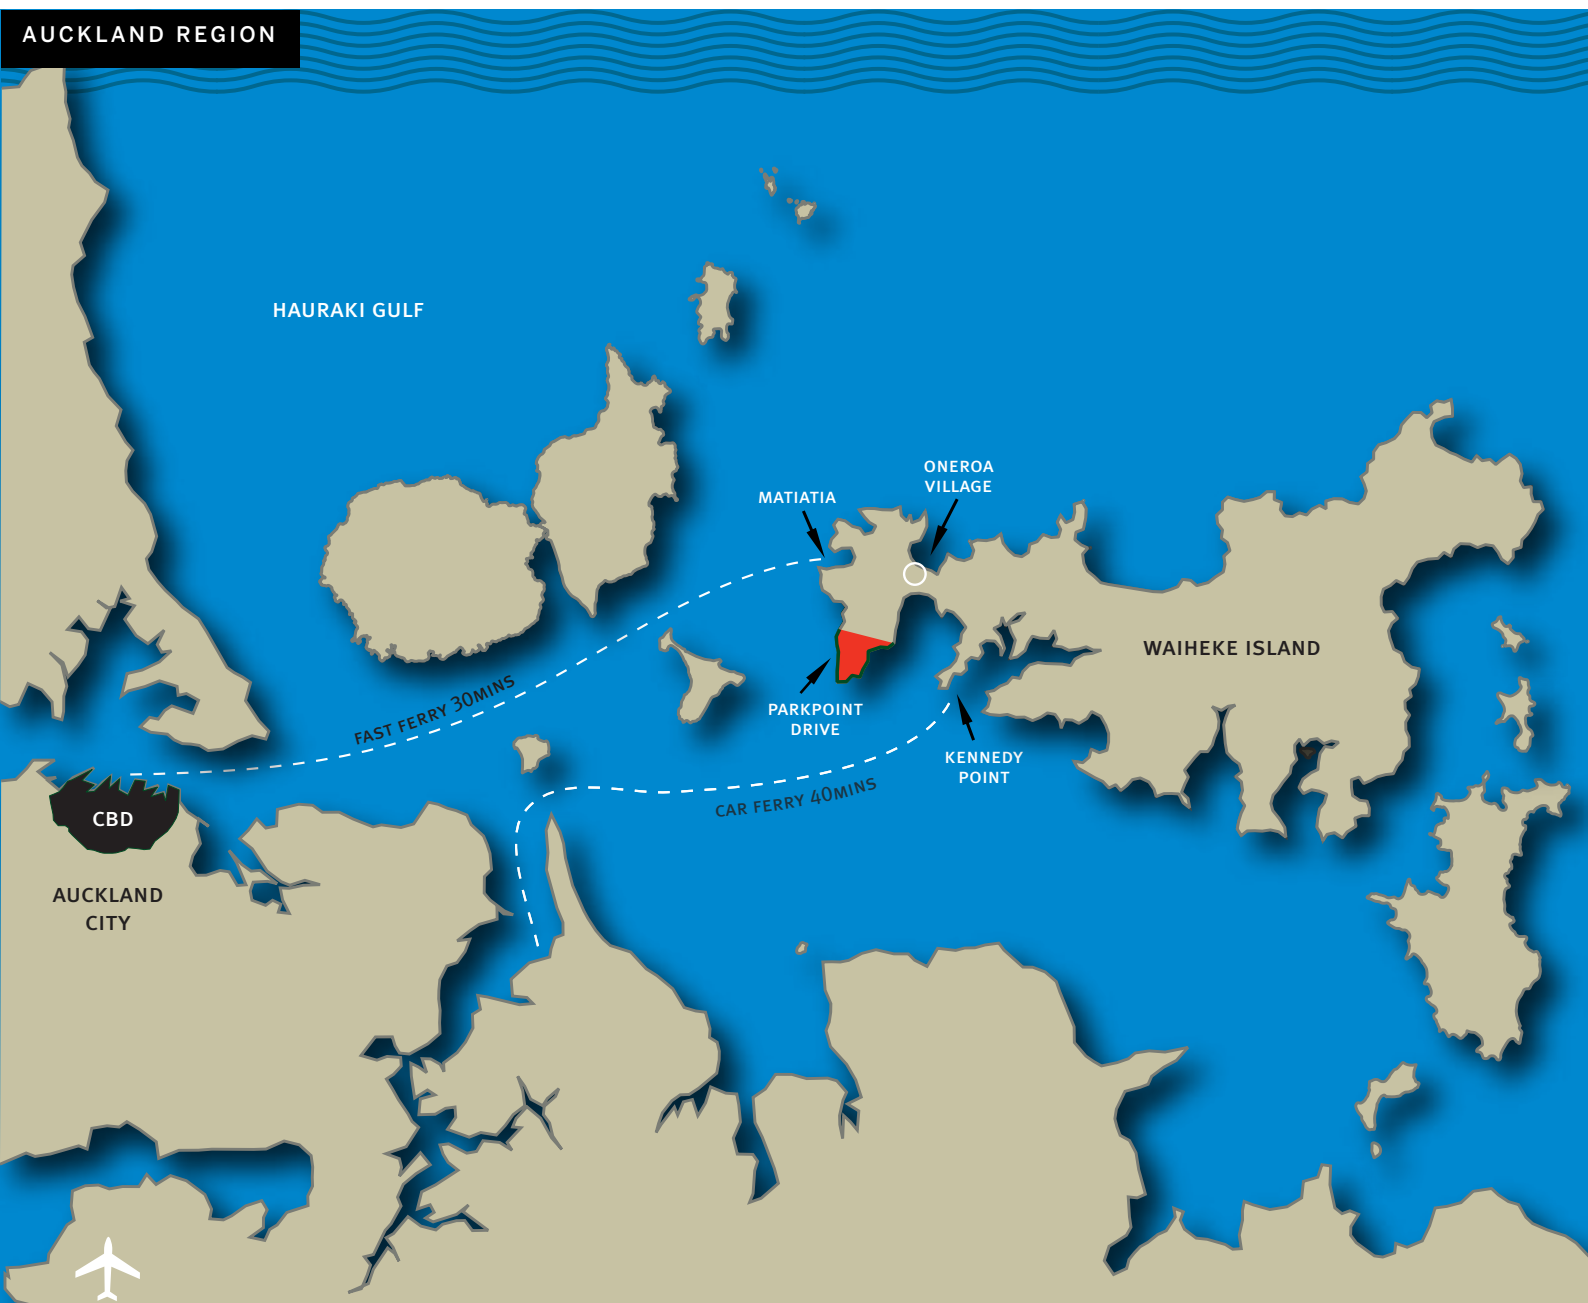 AUCKLAND REGION
HAURAKI GULF
ONEROA
VILLAGE
MATIATIA
WAIHEKE ISLAND
FAST FERRY 30MINS
PARKPOINT
DRIVE
KENNEDY
POINT
CAR FERRY 40MINS
CBD
AUCKLAND
CITY